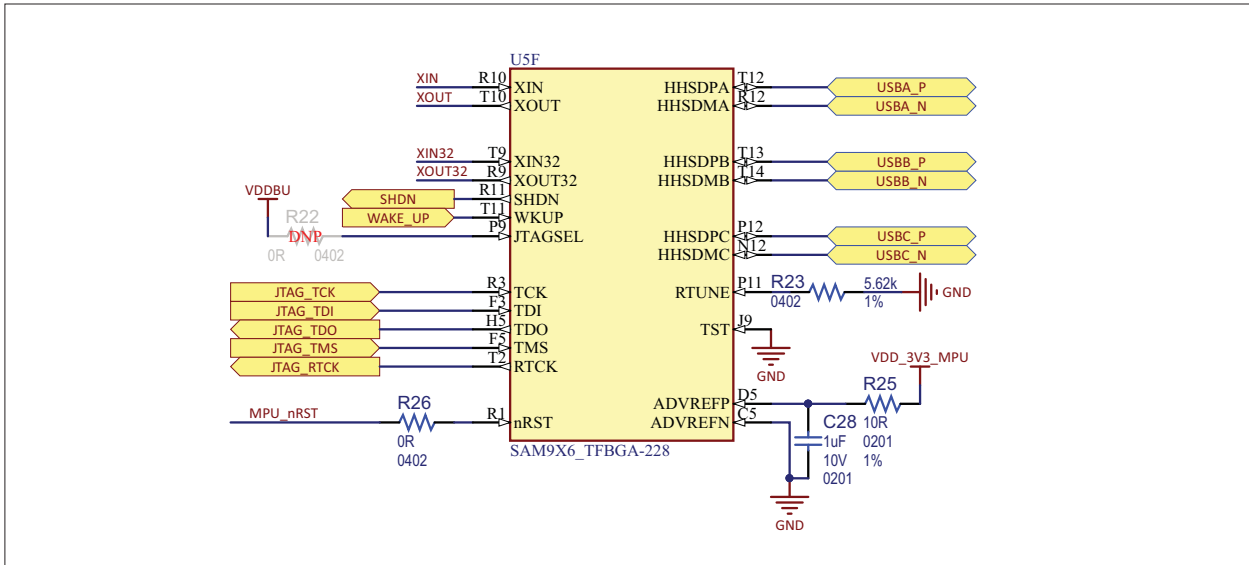 U5F
XIN R10 XIN
XOUT T10 XOUT
XIN32 T9 XIN32
XOUT32 R9 XOUT32
SHDN R11 SHDN
WAKE_UP T11 WKUP
VDDBU
R22
DNP
0R 0402
P9 JTAGSEL
JTAG_TCK R3 TCK
JTAG_TDI F3 TDI
JTAG_TDO H5 TDO
JTAG_TMS F5 TMS
JTAG_RTCK T2 RTCK
MPU_nRST R26 R1 nRST
0R
0402
HHSDPA T12 USBA_P
HHSDMA R12 USBA_N
HHSDPB T13 USBB_P
HHSDMB T14 USBB_N
HHSDPC P12 USBC_P
HHSDMC N12 USBC_N
RTUNE P11 R23 5.62k GND
0402 1%
TST J9
GND
VDD_3V3_MPU
ADVREFP D5 R25
ADVREFN C5
C28 10R
1uF 0201
10V 1%
0201
GND
SAM9X6_TFBGA-228